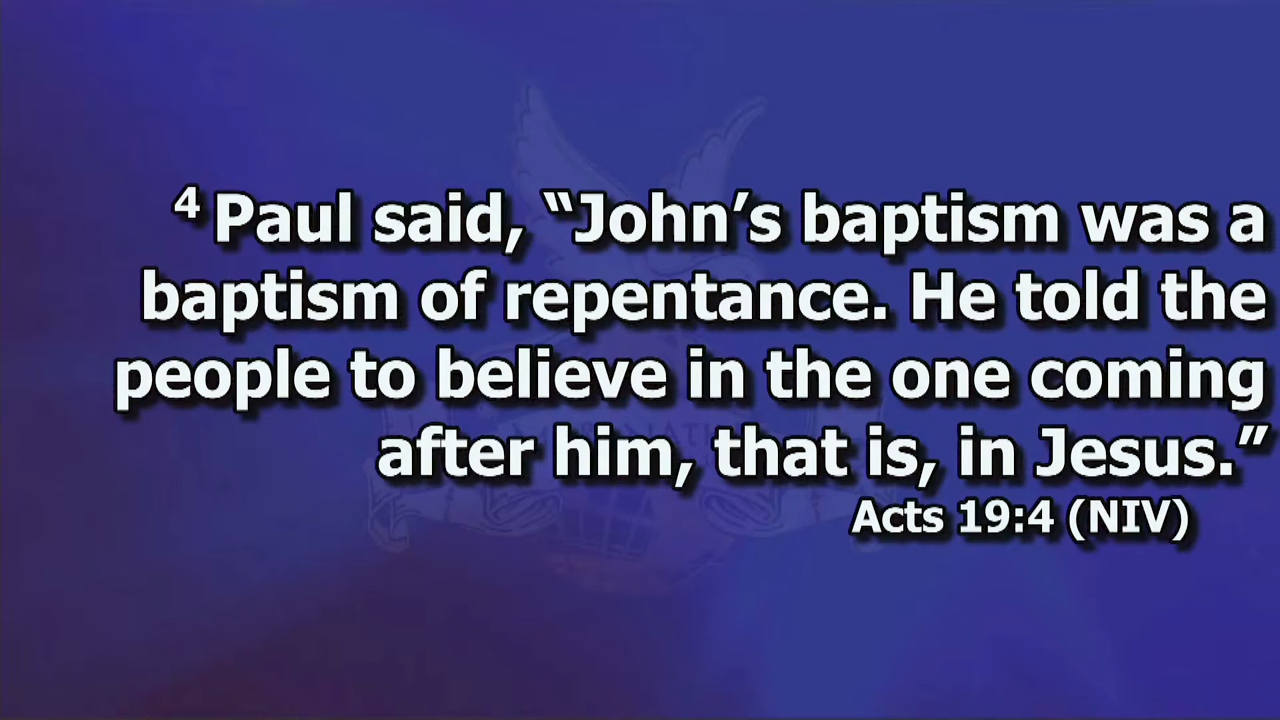 4 Paul said, “John’s baptism was a
baptism of repentance. He told the
people to believe in the one coming
after him, that is, in Jesus.”
Acts 19:4 (NIV)